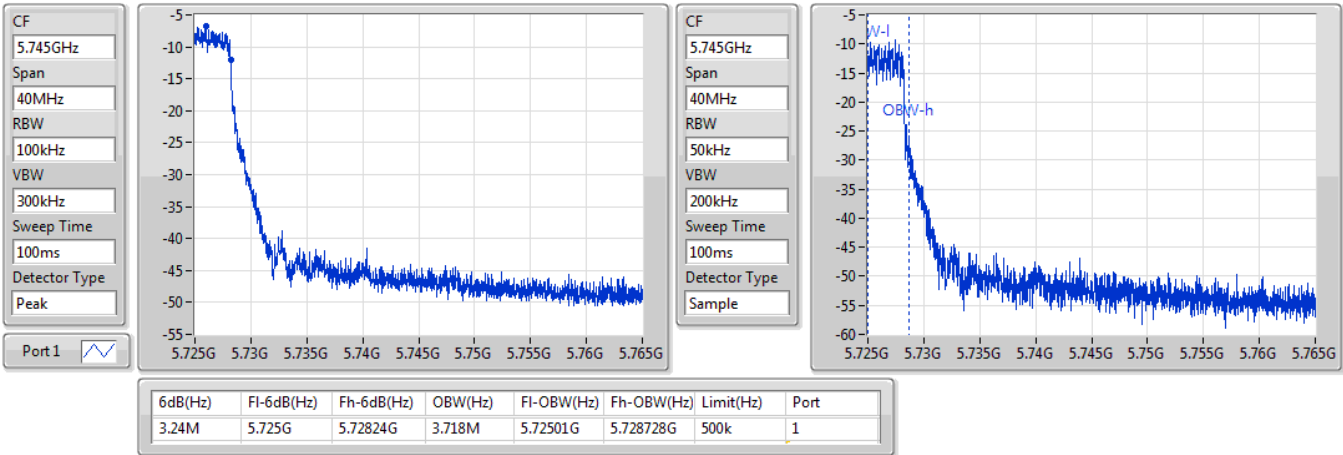 CF
5.745GHz
Span
40MHz
RBW
100kHz
VBW
300kHz
Sweep Time
100ms
Detector Type
Peak
Port 1
-5
-10
-15
-20
-25
-30
-35
-40
-45
-50
-55
5.725G 5.73G 5.735G 5.74G 5.745G 5.75G 5.755G 5.76G 5.765G
CF
5.745GHz
Span
40MHz
RBW
50kHz
VBW
200kHz
Sweep Time
100ms
Detector Type
Sample
-5
-10
-15
-20
-25
-30
-35
-40
-45
-50
-55
-60
W-l
OBW-h
5.725G 5.73G 5.735G 5.74G 5.745G 5.75G 5.755G 5.76G 5.765G
6dB(Hz) Fl-6dB(Hz) Fh-6dB(Hz) OBW(Hz) Fl-OBW(Hz) Fh-OBW(Hz) Limit(Hz) Port
3.24M 5.725G 5.72824G 3.718M 5.72501G 5.728728G 500k 1